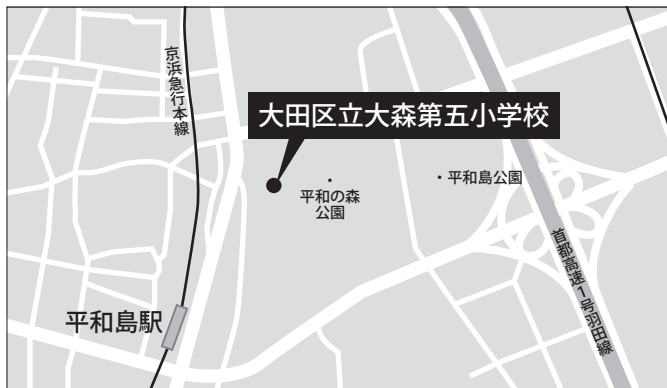 京浜急行本線
大田区立大森第五小学校
・平和島公園
・
平和の森
公園
首都高速1号羽田線
平和島駅